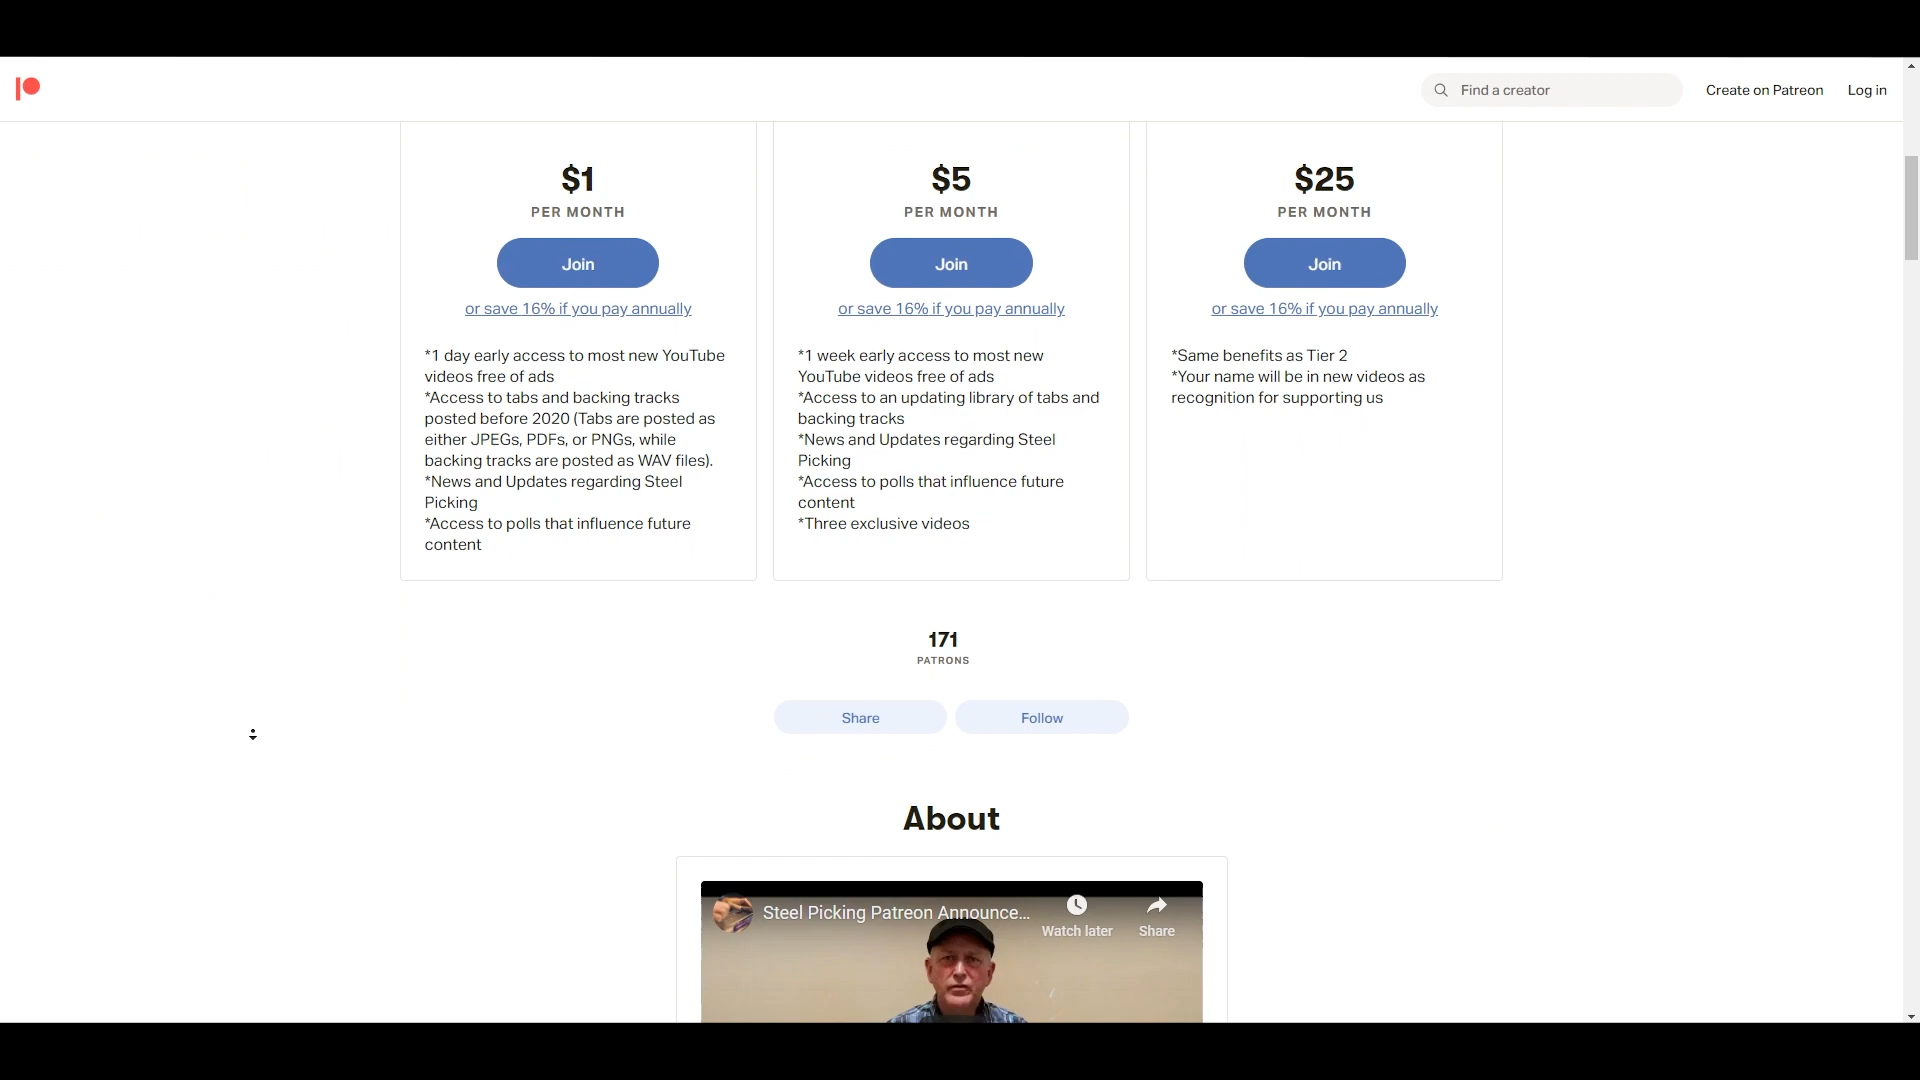 Find a creator
Create on Patreon
Log in
$1
PER MONTH
Join
or save 16% if you pay annually
*1 day early access to most new YouTube
videos free of ads
*Access to tabs and backing tracks
posted before 2020 (Tabs are posted as
either JPEGs, PDFs, or PNGs, while
backing tracks are posted as WAV files).
*News and Updates regarding Steel
Picking
*Access to polls that influence future
content
$5
PER MONTH
Join
or save 16% if you pay annually
*1 week early access to most new
YouTube videos free of ads
*Access to an updating library of tabs and
backing tracks
*News and Updates regarding Steel
Picking
*Access to polls that influence future
content
*Three exclusive videos
$25
PER MONTH
Join
or save 16% if you pay annually
*Same benefits as Tier 2
*Your name will be in new videos as
recognition for supporting us
171
PATRONS
Share
Follow
About
Steel Picking Patreon Announce...
Watch later
Share